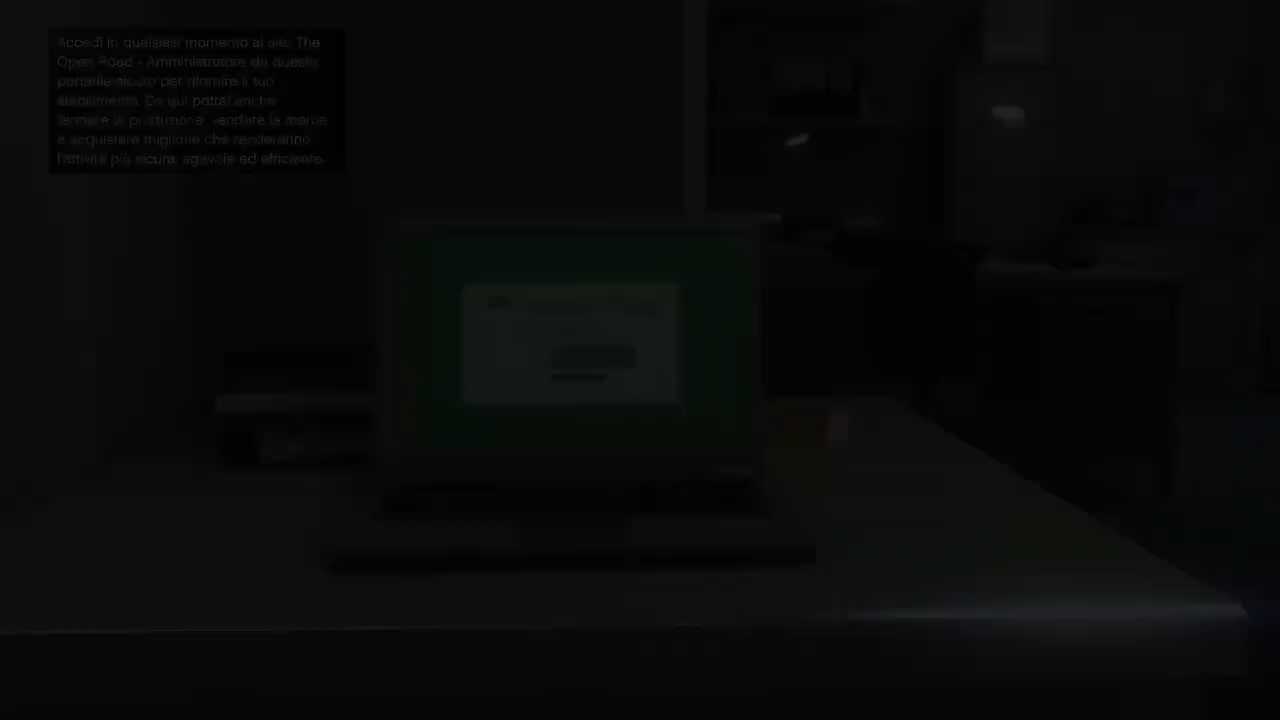 Accedi in qualsiasi momento al sito The
Open Road - Amministratore da questo
portatile sicuro per rifornire il tuo
stabilimento. Da qui potrai anche
fermare la produzione, vendere la merce
e acquistare migliorie che renderanno
l'attività più sicura, agevole ed efficiente.